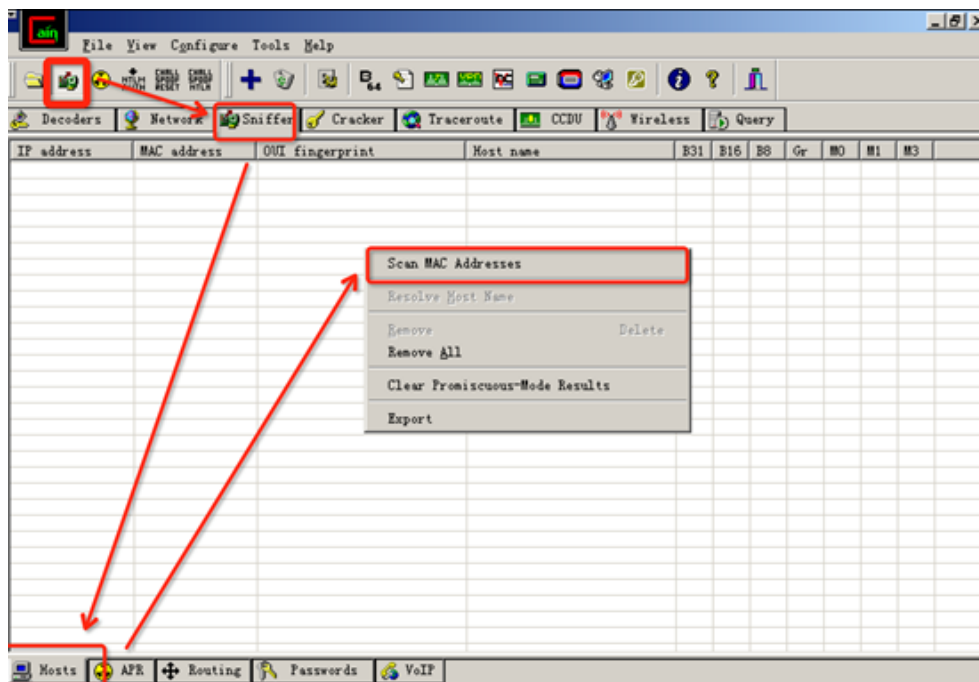 Cain
File View Configure Tools Help
Decoders Network Sniffer Cracker Traceroute CCDU Wireless Query
IP address MAC address OUI fingerprint Host name B31 B16 B8 Gr M0 M1 M3
Scan MAC Addresses
Resolve Host Name
Remove Delete
Remove All
Clear Promiscuous-Mode Results
Export
Hosts APR Routing Passwords VoIP